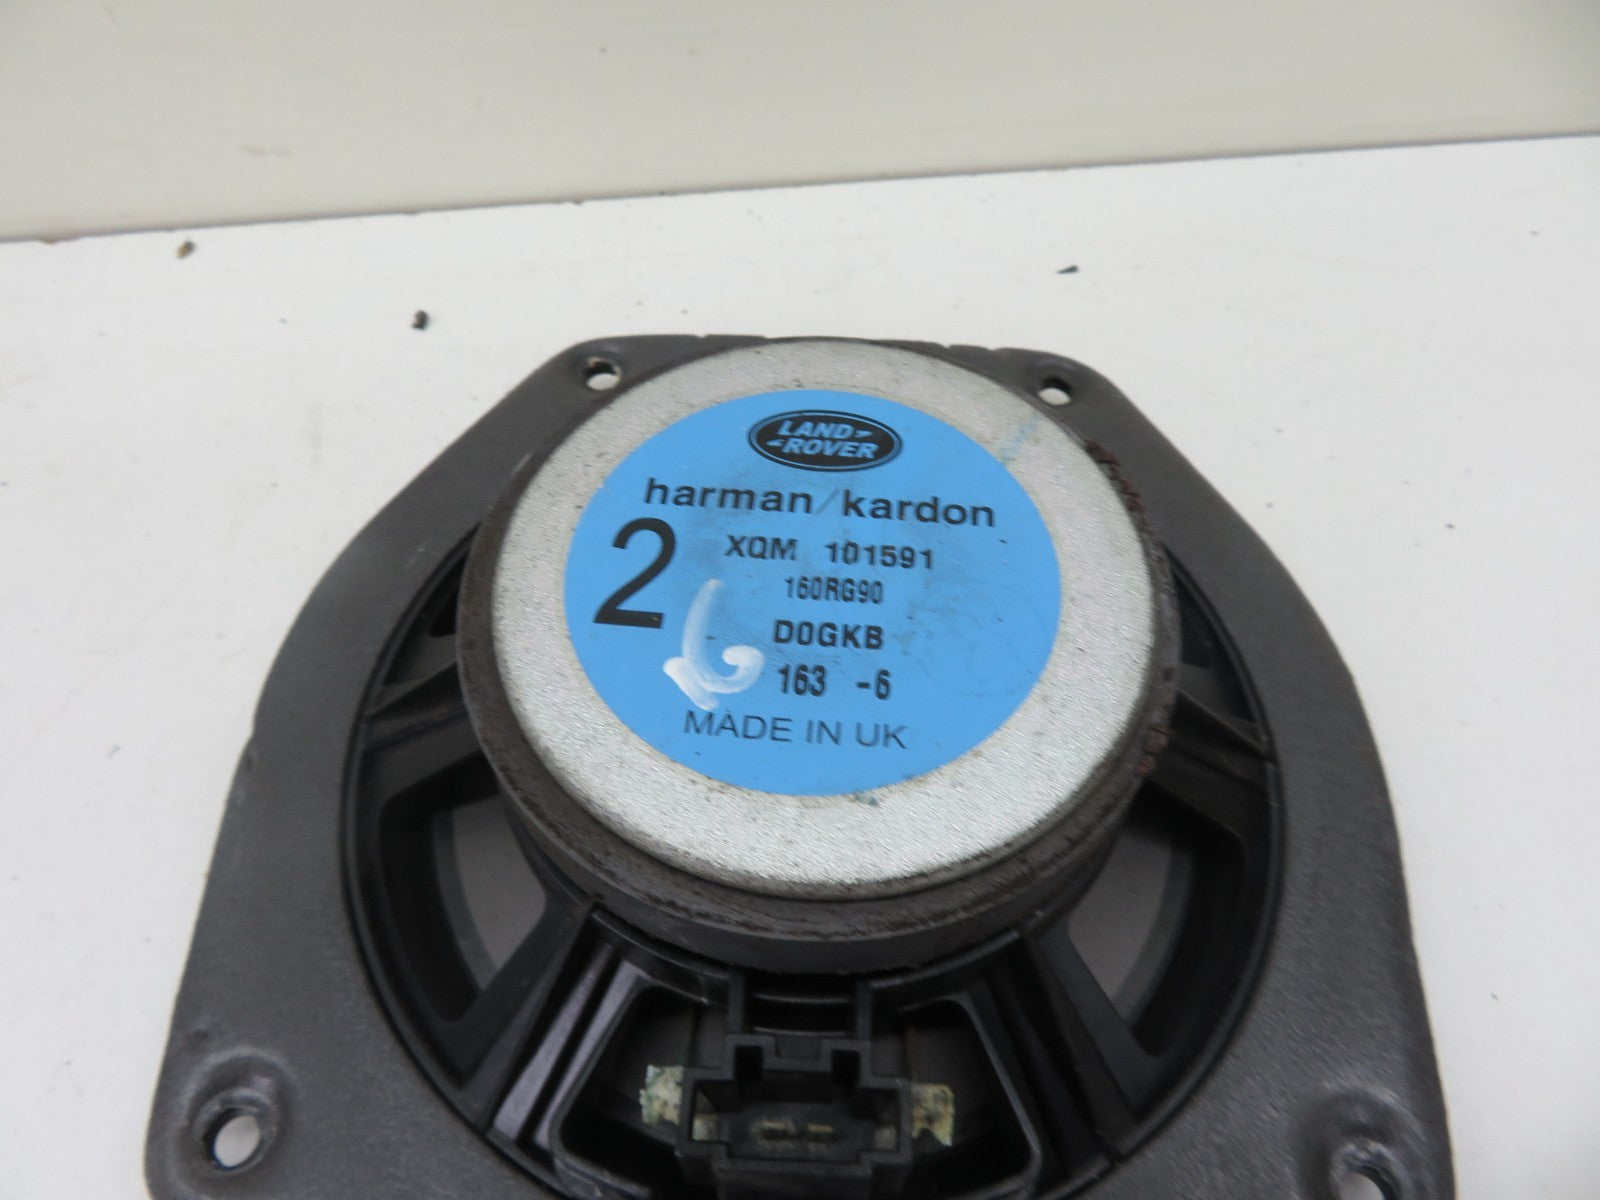 LAND
ROVER
harman/kardon
2
XQM 101591
160RG90
D0GKB
163 -6
MADE IN UK